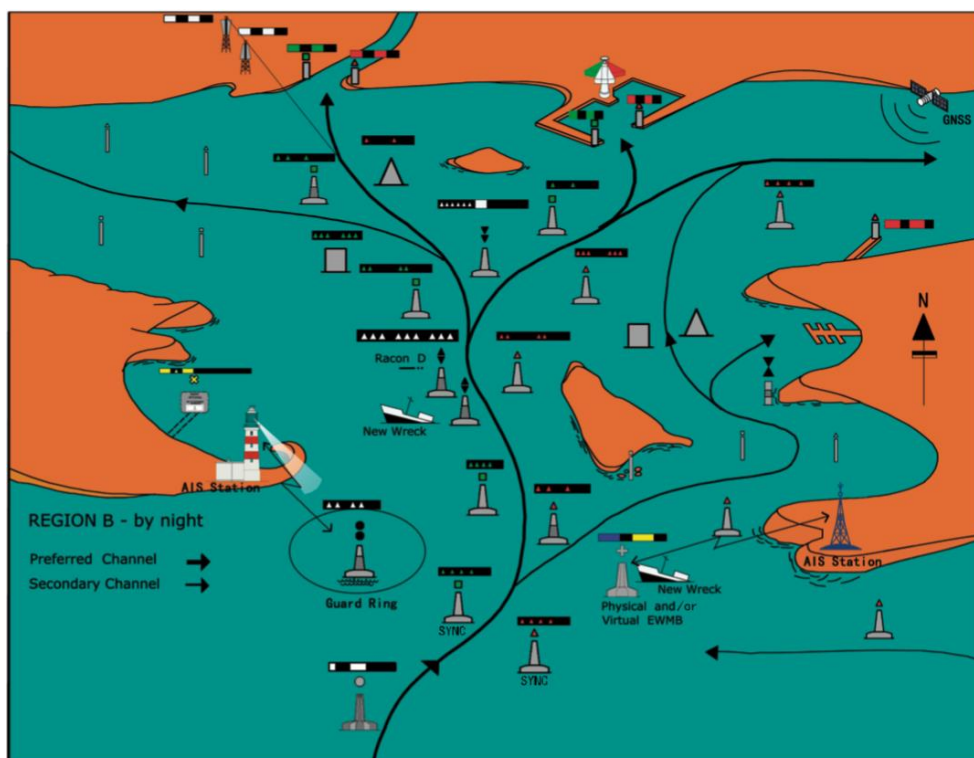 GNSS
N
Racon D
New Wreck
AIS Station
REGION B - by night
Preferred Channel
Secondary Channel
Guard Ring
SYNC
SYNC
AIS Station
New Wreck
Physical and/or
Virtual EWMB